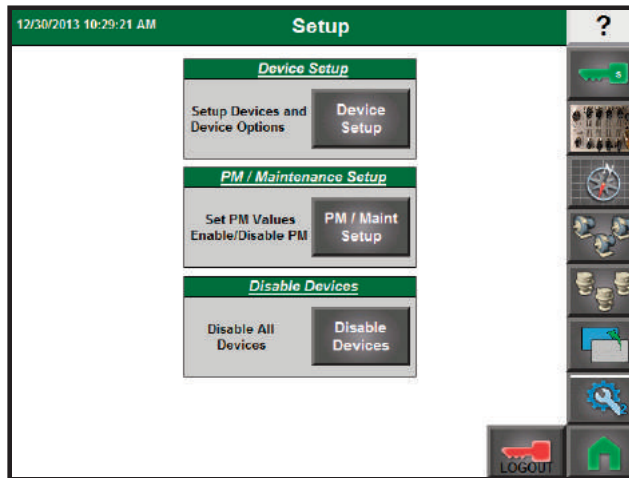 12/30/2013 10:29:21 AM
Setup
?
S
Device Setup
Setup Devices and
Device Options
Device
Setup
N
PM / Maintenance Setup
Set PM Values
Enable/Disable PM
PM / Maint
Setup
Disable Devices
Disable All
Devices
Disable
Devices
LOGOUT